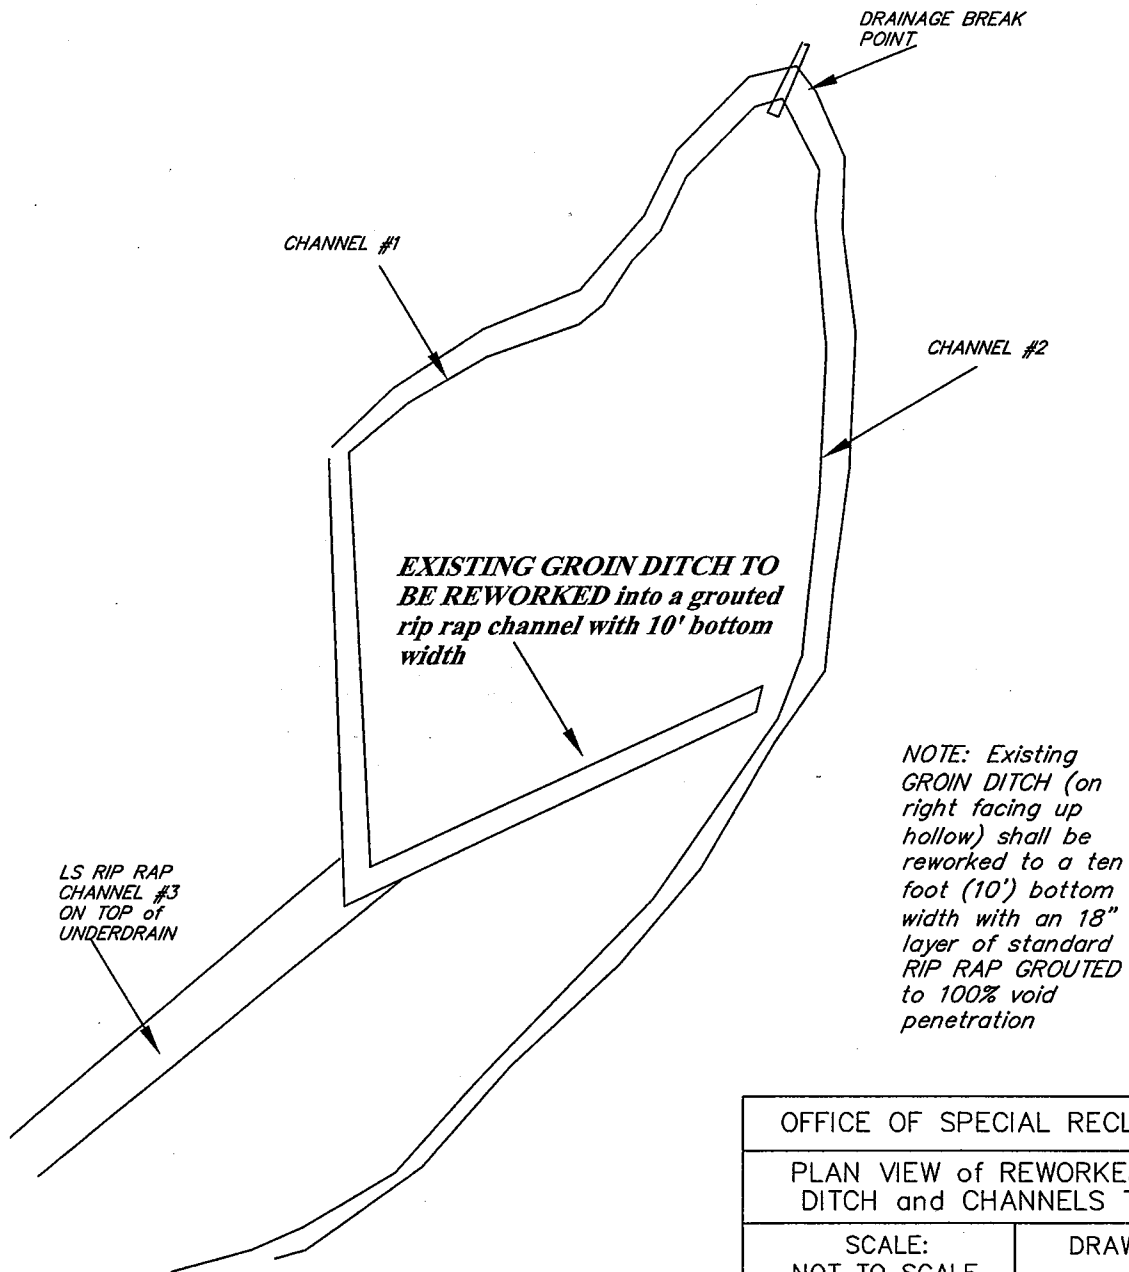 DRAINAGE BREAK
POINT
CHANNEL #1
CHANNEL #2
EXISTING GROIN DITCH TO
BE REWORKED into a grouted
rip rap channel with 10' bottom
width
NOTE: Existing
GROIN DITCH (on
right facing up
hollow) shall be
reworked to a ten
foot (10') bottom
width with an 18"
layer of standard
RIP RAP GROUTED
to 100% void
penetration
LS RIP RAP
CHANNEL #3
ON TOP of
UNDERDRAIN
OFFICE OF SPECIAL RECL
PLAN VIEW of REWORKE
DITCH and CHANNELS T
SCALE:
NOT TO SCALE
DRAW